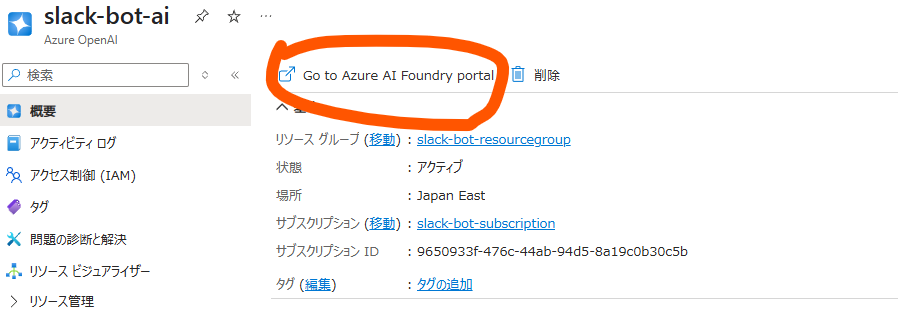 slack-bot-ai
Azure OpenAI
検索
概要
アクティビティ ログ
アクセス制御 (IAM)
タグ
問題の診断と解決
リソース ビジュアライザー
リソース管理
Go to Azure AI Foundry portal
削除
リソース グループ (移動) : slack-bot-resourcegroup
状態 : アクティブ
場所 : Japan East
サブスクリプション (移動) : slack-bot-subscription
サブスクリプション ID : 9650933f-476c-44ab-94d5-8a19c0b30c5b
タグ (編集) : タグの追加